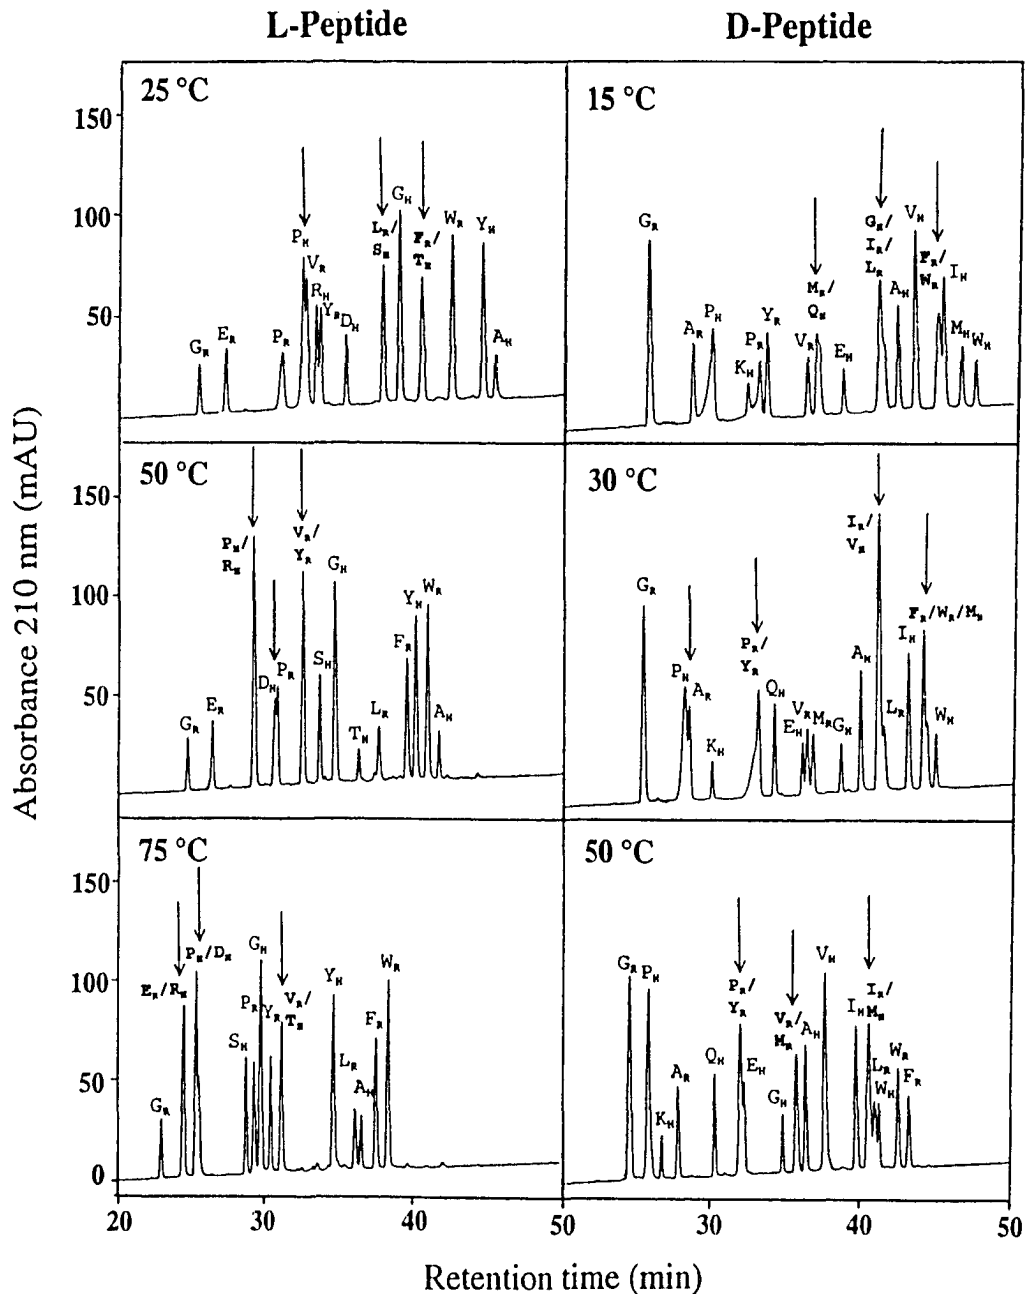 L-Peptide
D-Peptide
25 °C
150
100
50
G_R
E_R
P_R
P_H
V_R
R_H
Y_R
D_H
L_R/
S_H
G_H
F_R/
T_H
W_R
Y_H
A_H
15 °C
G_R
A_R
P_H
K_H
P_R
Y_R
V_R
M_R/
Q_H
E_H
G_H/
I_R/
L_R
A_H
V_H
F_R/
W_R
I_H
M_H
W_H
50 °C
150
100
50
G_R
E_R
P_H/
R_H
D_H
P_R
V_R/
Y_R
S_H
G_H
T_H
L_R
F_R
Y_H
W_R
A_H
30 °C
G_R
P_H
A_R
K_H
P_R/
Y_R
Q_H
E_H
V_R
M_R
G_H
A_H
I_R/
V_H
L_R
I_H
F_R/W_R/M_H
W_H
75 °C
150
100
50
0
G_R
E_R/R_H
P_H/D_H
S_H
P_R
G_H
Y_R
V_R/
T_H
Y_H
L_R
A_H
F_R
W_R
50 °C
G_R
P_H
K_H
A_R
Q_H
P_R/
Y_R
E_H
G_H
V_R/
M_R
A_H
V_H
I_H
I_R/
M_H
L_R
W_H
W_R
F_R
20
30
40
50
30
40
50
Absorbance 210 nm (mAU)
Retention time (min)